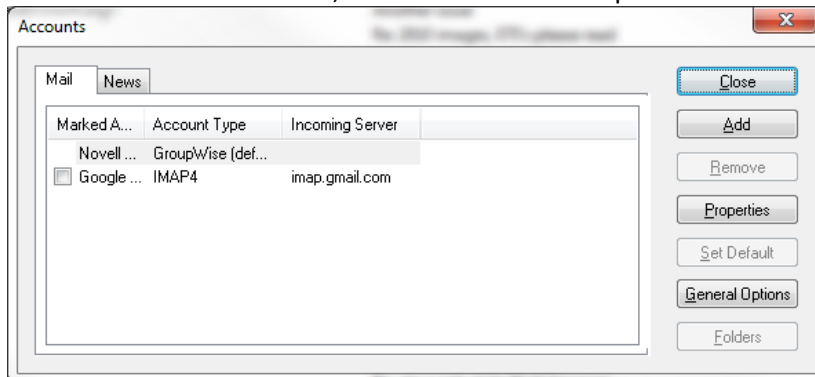 Accounts
Mail News
Marked A... Account Type Incoming Server
Novell ... GroupWise (def...
Google ... IMAP4 imap.gmail.com
Close
Add
Remove
Properties
Set Default
General Options
Folders